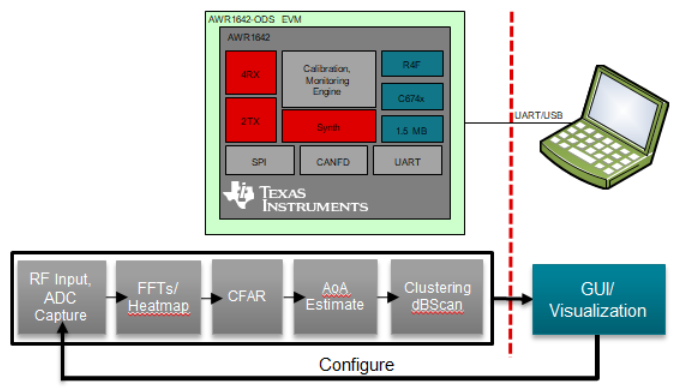 AWR1642-ODS EVM
AWR1642
4RX
Calibration,
Monitoring
Engine
R4F
C674x
2TX
Synth
1.5 MB
SPI
CANFD
UART
TEXAS
INSTRUMENTS
UART/USB
RF Input,
ADC
Capture
FFTs/
Heatmap
CFAR
AoA
Estimate
Clustering
dBScan
GUI/
Visualization
Configure